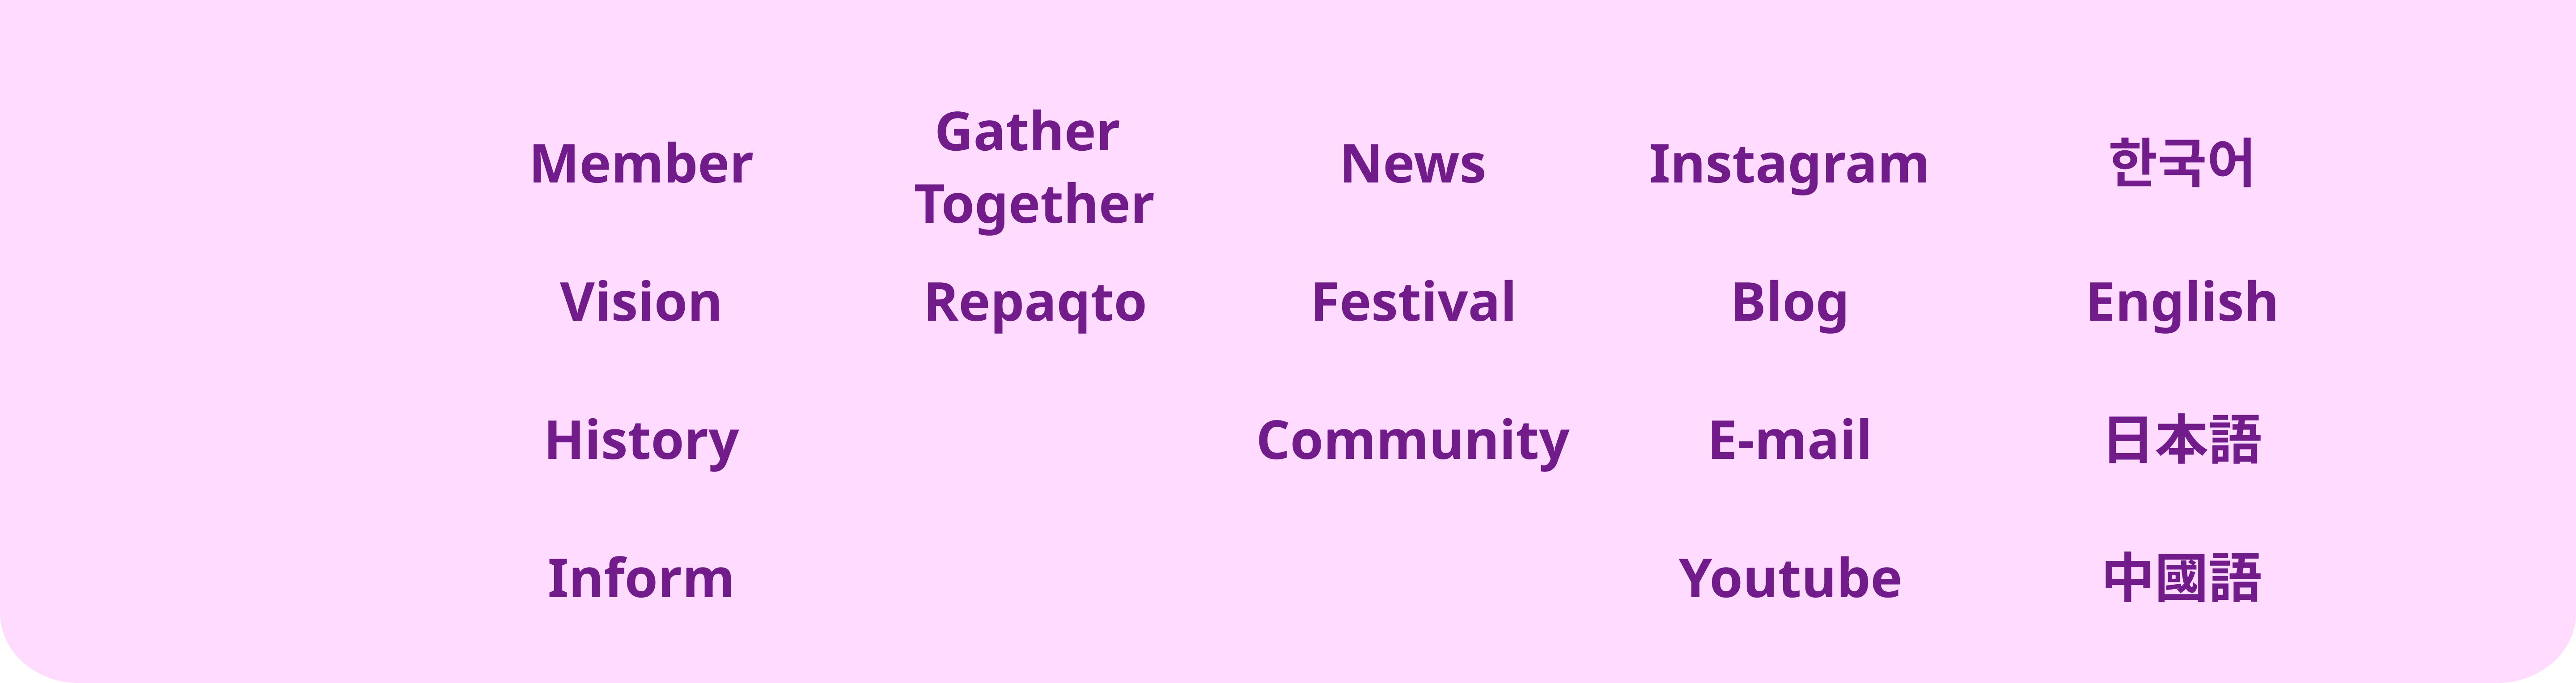 Member
Vision
History
Inform
Gather
Together
Repaqto
News
Festival
Community
Instagram
Blog
E-mail
Youtube
한국어
English
日本語
中國語